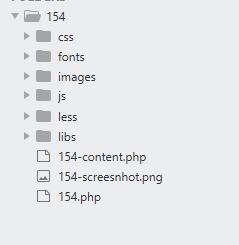 154
css
fonts
images
js
less
libs
154-content.php
154-screesnhot.png
154.php